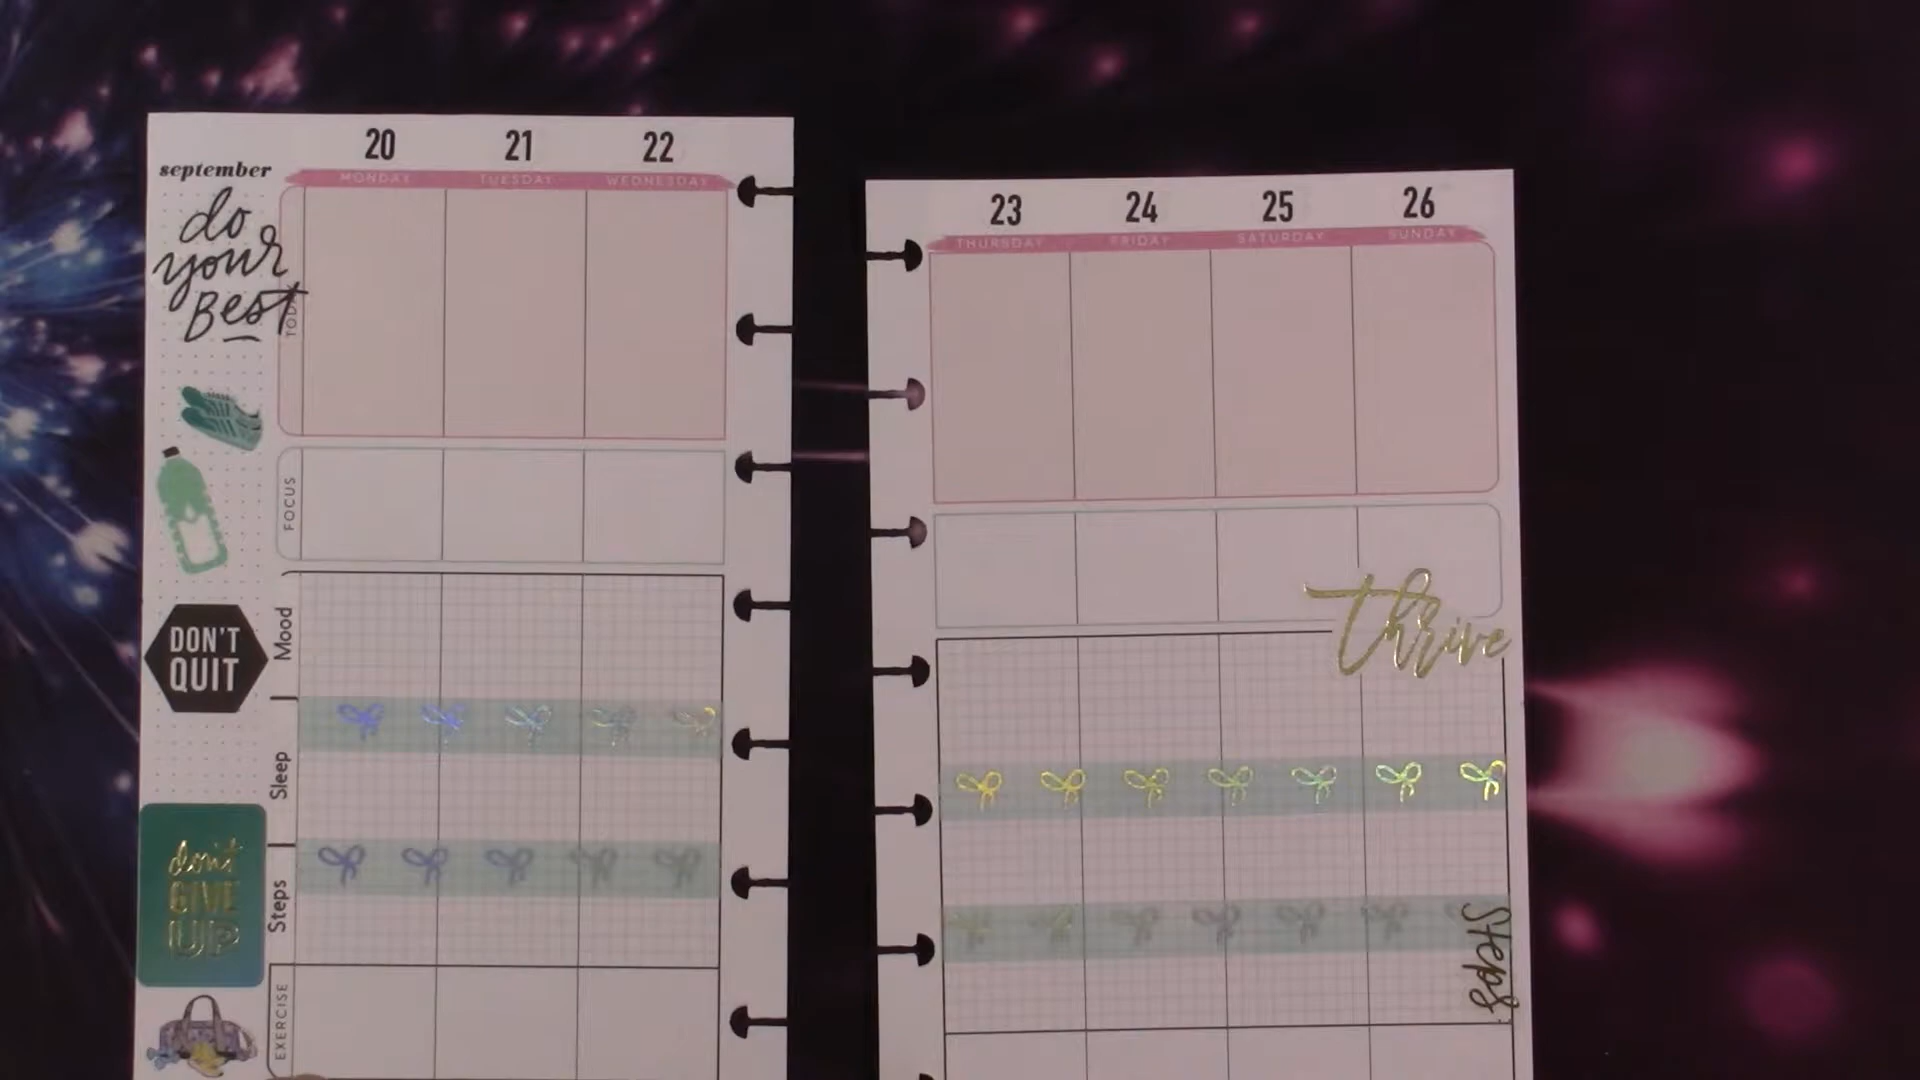 20 21 22
september
MONDAY TUESDAY WEDNESDAY
do
your
Best
TODAY
FOCUS
DON'T
QUIT
Mood
Sleep
don't
GIVE
UP
Steps
EXERCISE
23 24 25 26
THURSDAY FRIDAY SATURDAY SUNDAY
thrive
Steps